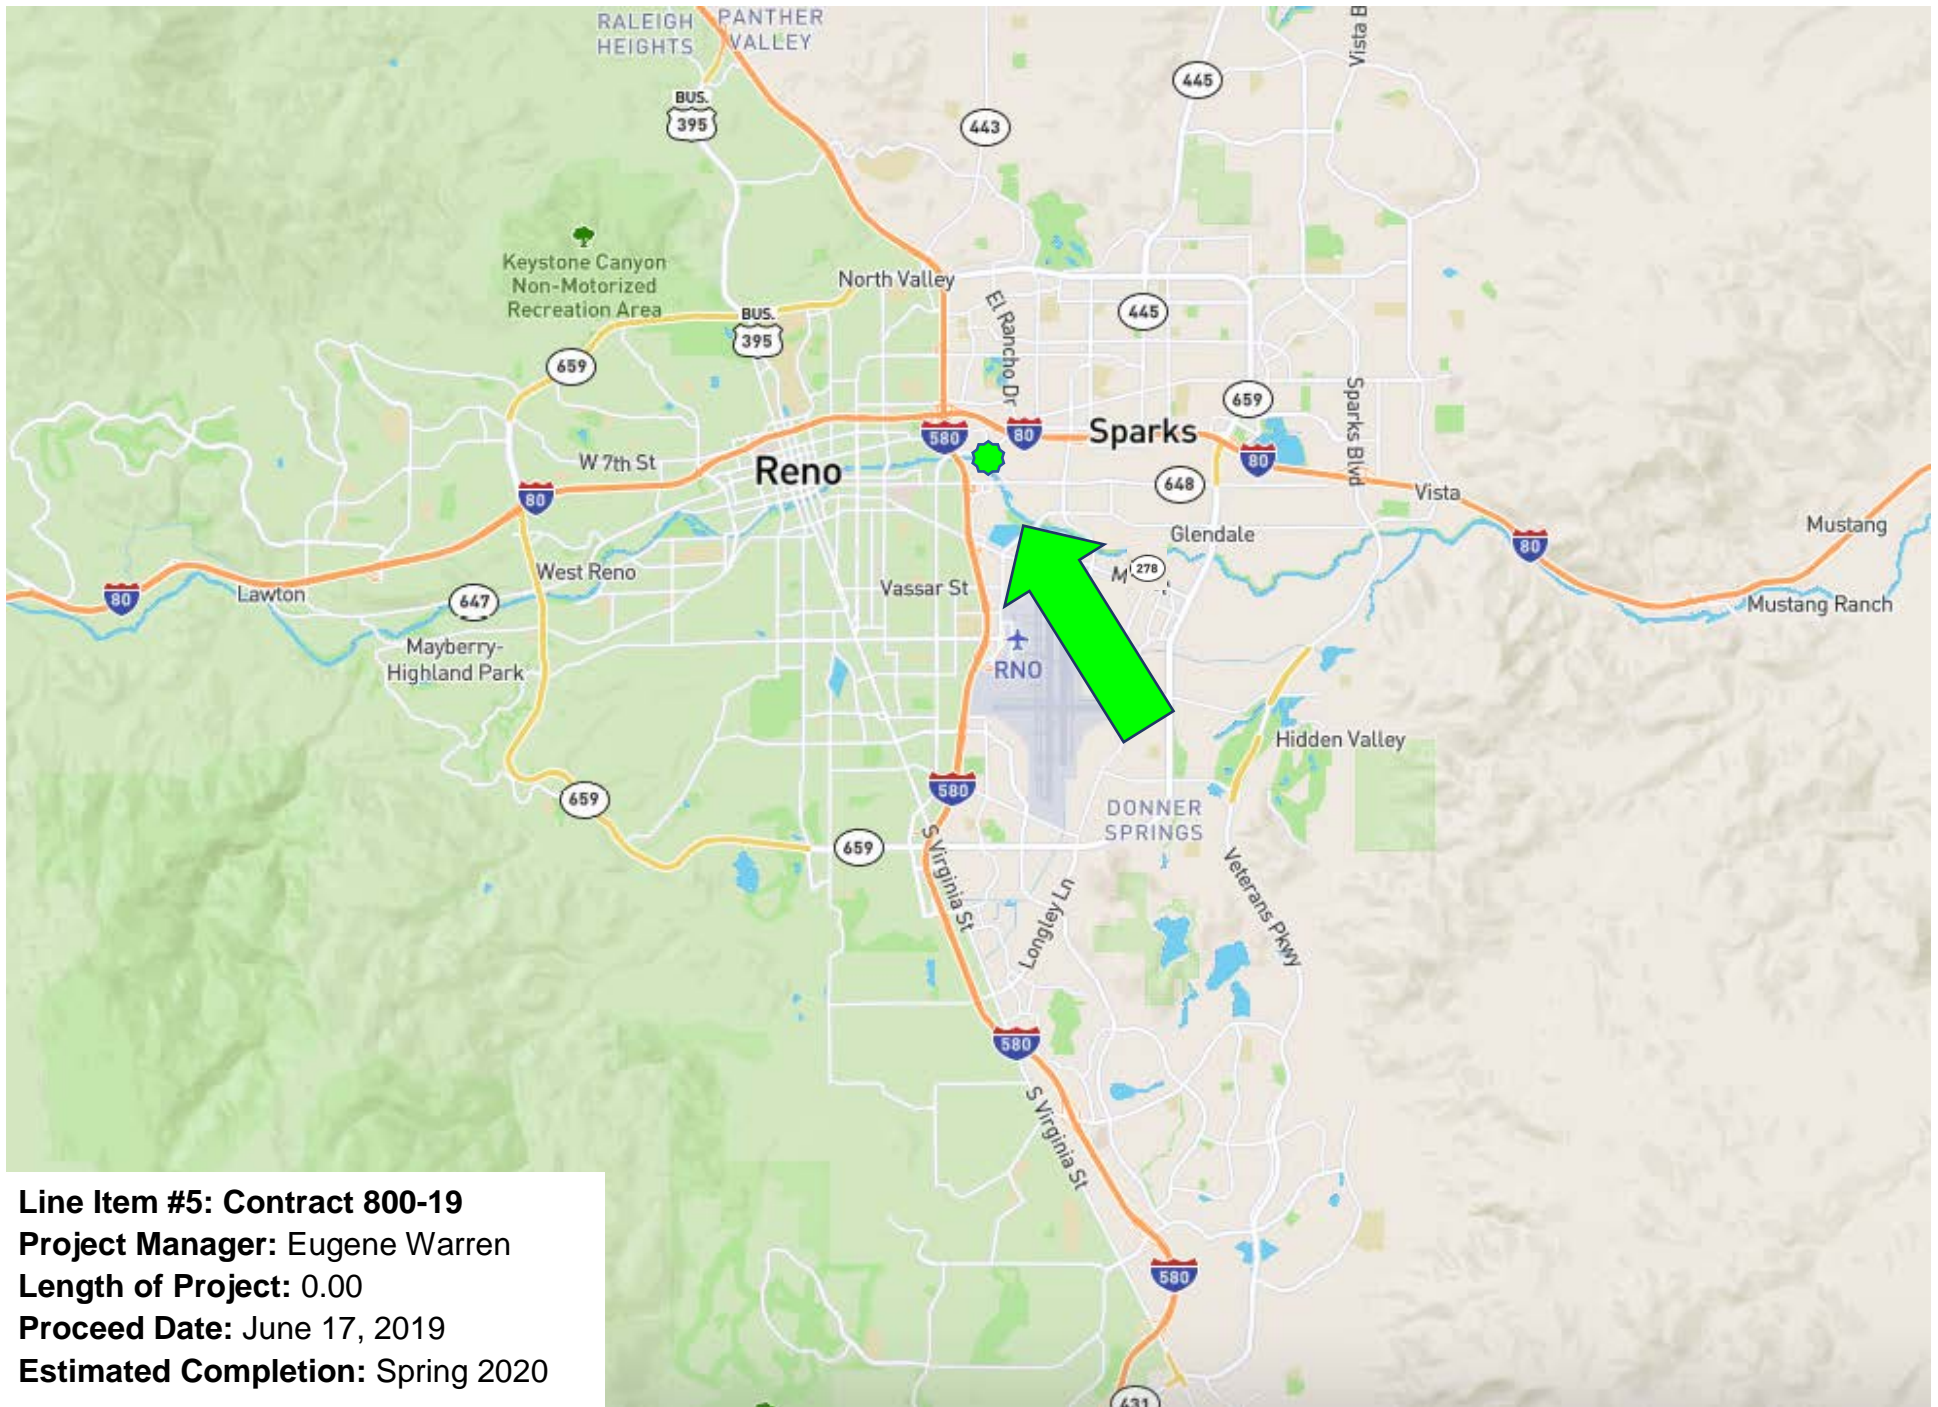 RALEIGH
HEIGHTS
PANTHER
VALLEY
Vista B
445
BUS.
395
443
Keystone Canyon
Non-Motorized
Recreation Area
North Valley
El Rancho Dr
BUS.
395
445
659
659
Sparks Blvd
580
80
Sparks
W 7th St
Reno
80
80
648
Vista
Glendale
Mustang
80
West Reno
278
M
Vassar St
80
Lawton
647
Mustang Ranch
Mayberry-
Highland Park
RNO
Hidden Valley
580
659
DONNER
SPRINGS
659
S Virginia St
Longley Ln
Veterans Pkwy
580
S Virginia St
580
431
Line Item #5: Contract 800-19
Project Manager: Eugene Warren
Length of Project: 0.00
Proceed Date: June 17, 2019
Estimated Completion: Spring 2020